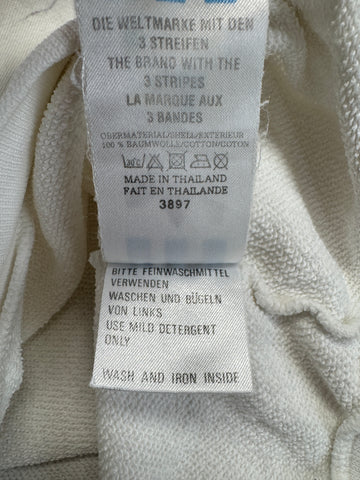 DIE WELTMARKE MIT DEN
3 STREIFEN
THE BRAND WITH THE
3 STRIPES
LA MARQUE AUX
3 BANDES
OBERMATERIAL/SHELL/EXTERIEUR
100 % BAUMWOLLE/COTTON/COTON
30°C
MADE IN THAILAND
FAIT EN THAILANDE
3897
BITTE FEINWASCHMITTEL
VERWENDEN
WASCHEN UND BÜGELN
VON LINKS
USE MILD DETERGENT
ONLY
WASH AND IRON INSIDE